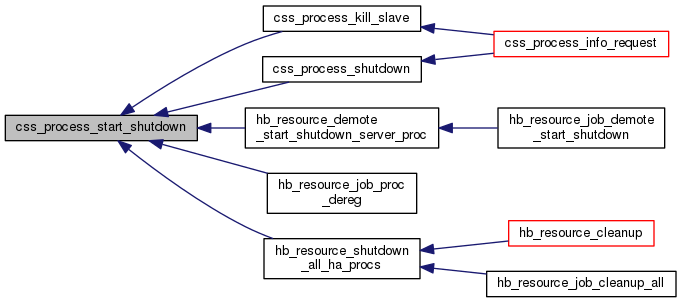 css_process_kill_slave
css_process_info_request
css_process_shutdown
css_process_start_shutdown
hb_resource_demote
_start_shutdown_server_proc
hb_resource_job_demote
_start_shutdown
hb_resource_job_proc
_dereg
hb_resource_shutdown
_all_ha_procs
hb_resource_cleanup
hb_resource_job_cleanup_all